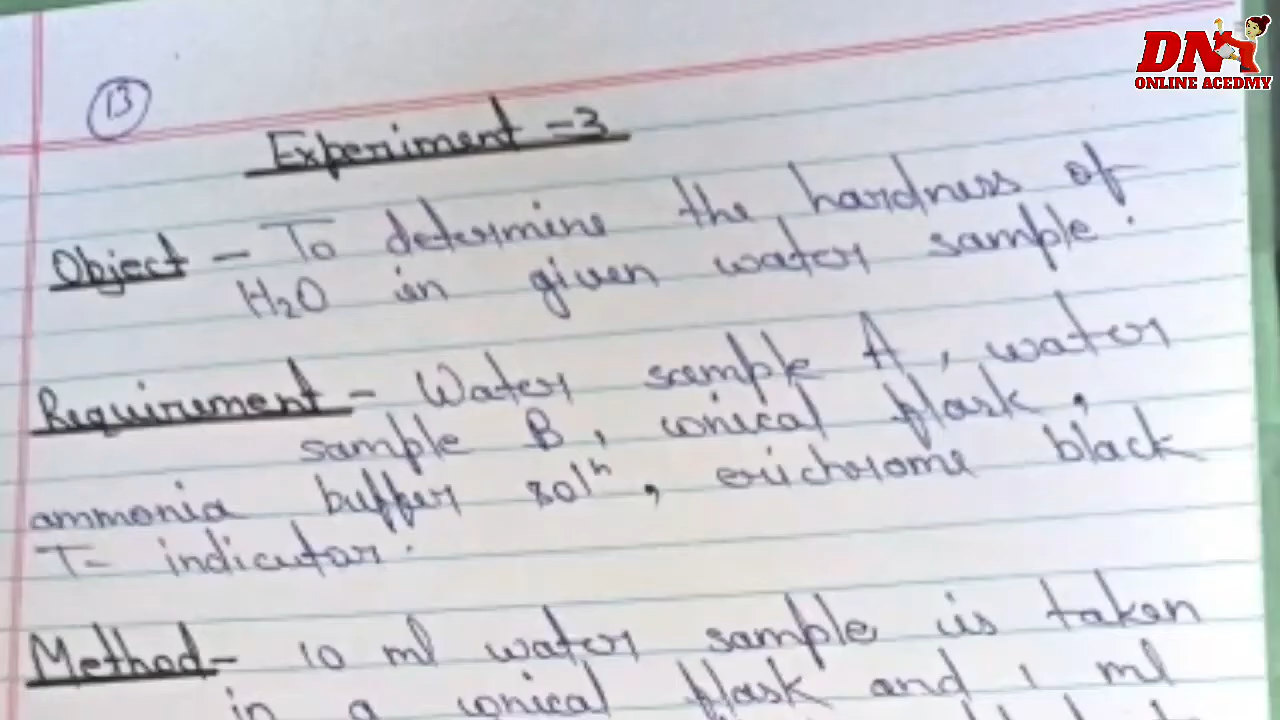 DNA
ONLINE ACEDMY
13
Experiment - 3
Object - To determine the hardness of
H₂O in given water sample.
Requirement - Water sample A, water
sample B, conical flask,
ammonia buffer solⁿ, erichrome black
T- indicator.
Method- 10 ml water sample is taken
in a conical flask and 1 ml